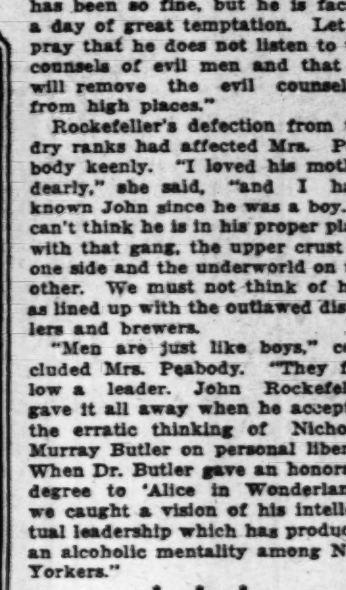 has been so fine, but he is fac
a day of great temptation. Let
pray that he does not listen to
counsels of evil men and that
will remove the evil counsel
from high places."
Rockefeller's defection from
dry ranks had affected Mrs. P
body keenly. "I loved his moth
dearly," she said, "and I ha
known John since he was a boy.
can't think he is in his proper pla
with that gang, the upper crust
one side and the underworld on
other. We must not think of h
as lined up with the outlawed dis
lers and brewers.
"Men are just like boys," co
cluded Mrs. Peabody. "They f
low a leader. John Rockefel
gave it all away when he accept
the erratic thinking of Nicho
Murray Butler on personal liber
When Dr. Butler gave an honora
degree to 'Alice in Wonderlan
we caught a vision of his intelle
tual leadership which has produc
an alcoholic mentality among N
Yorkers."